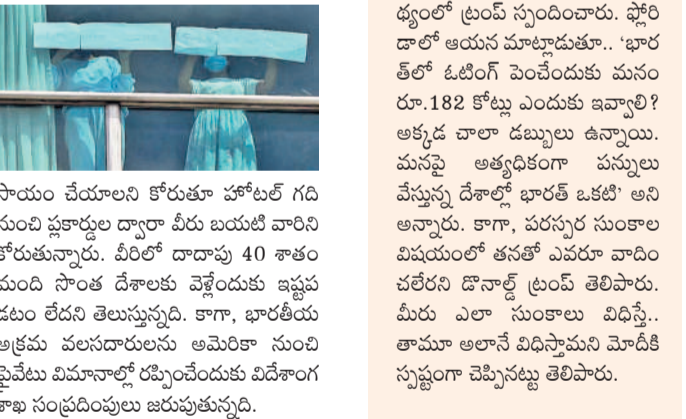 సాయం చేయాలని కోరుతూ హోటల్ గది
నుంచి ప్లకార్డుల ద్వారా వీరు బయటి వారిని
కోరుతున్నారు. వీరిలో దాదాపు 40 శాతం
మంది సొంత దేశాలకు వెళ్లేందుకు ఇష్టప
డటం లేదని తెలుస్తున్నది. కాగా, భారతీయ
అక్రమ వలసదారులను అమెరికా నుంచి
ప్రైవేటు విమానాల్లో రప్పించేందుకు విదేశాంగ
శాఖ సంప్రదింపులు జరుపుతున్నది.
థ్యంలో ట్రంప్ స్పందించారు. ఫ్లోరి
డాలో ఆయన మాట్లాడుతూ.. ‘భార
త్‌లో ఓటింగ్ పెంచేందుకు మనం
రూ.182 కోట్లు ఎందుకు ఇవ్వాలి?
అక్కడ చాలా డబ్బులు ఉన్నాయి.
మనపై అత్యధికంగా పన్నులు
వేస్తున్న దేశాల్లో భారత్ ఒకటి’ అని
అన్నారు. కాగా, పరస్పర సుంకాల
విషయంలో తనతో ఎవరూ వాదిం
చలేరని డొనాల్డ్ ట్రంప్ తెలిపారు.
మీరు ఎలా సుంకాలు విధిస్తే..
తామూ అలానే విధిస్తామని మోదీకి
స్పష్టంగా చెప్పినట్టు తెలిపారు.